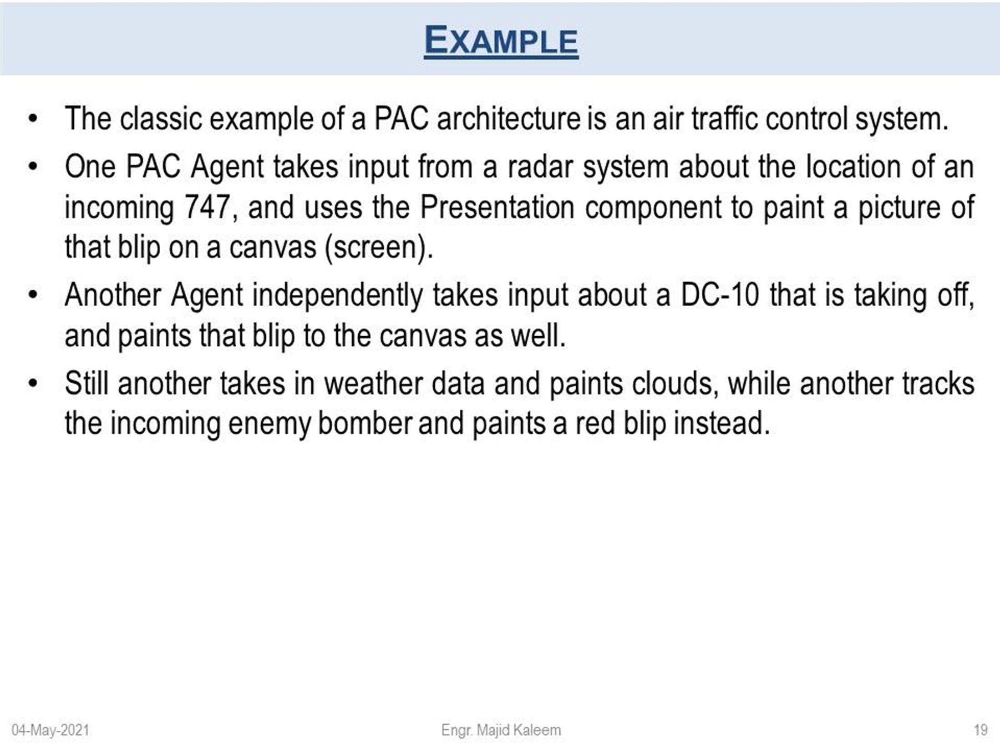 EXAMPLE
• The classic example of a PAC architecture is an air traffic control system.
• One PAC Agent takes input from a radar system about the location of an
incoming 747, and uses the Presentation component to paint a picture of
that blip on a canvas (screen).
• Another Agent independently takes input about a DC-10 that is taking off,
and paints that blip to the canvas as well.
• Still another takes in weather data and paints clouds, while another tracks
the incoming enemy bomber and paints a red blip instead.
04-May-2021
Engr. Majid Kaleem
19